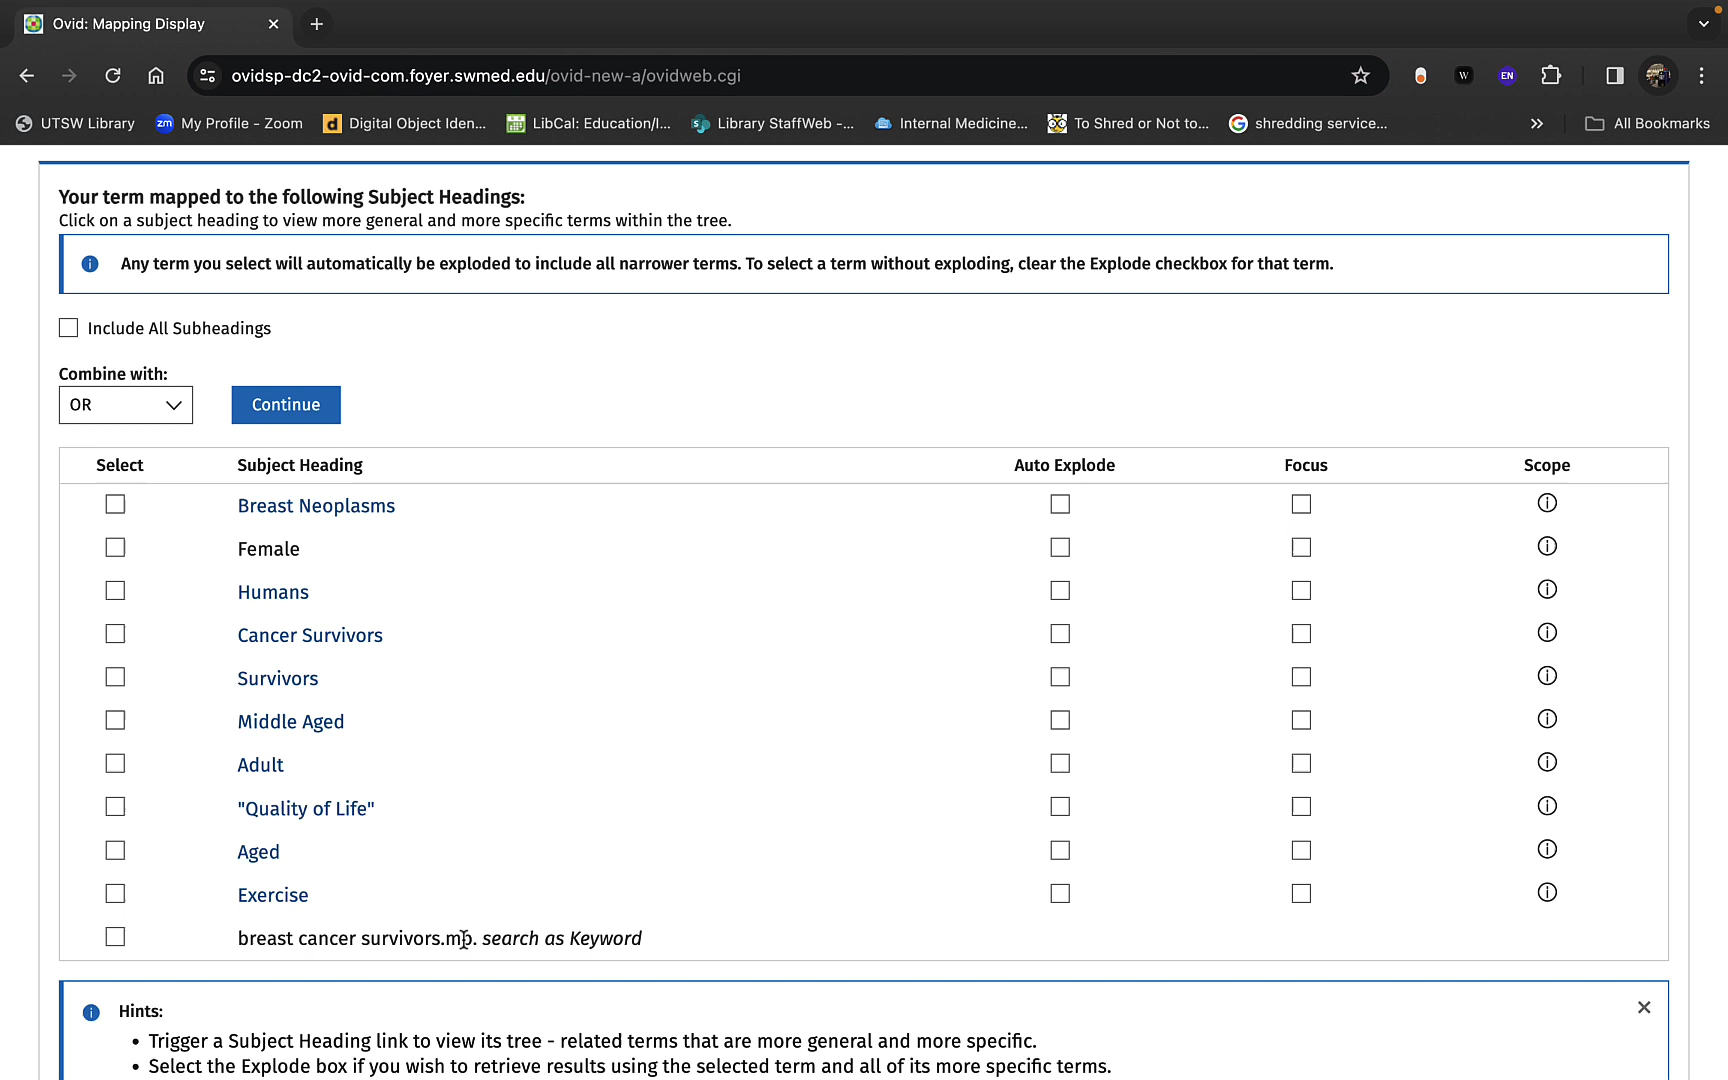 Ovid: Mapping Display
ovidsp-dc2-ovid-com.foyer.swmed.edu/ovid-new-a/ovidweb.cgi
W
EN
UTSW Library
zm
My Profile - Zoom
d
Digital Object Iden...
LibCal: Education/I...
Library StaffWeb -...
Internal Medicine...
To Shred or Not to...
shredding service...
All Bookmarks
Your term mapped to the following Subject Headings:
Click on a subject heading to view more general and more specific terms within the tree.
Any term you select will automatically be exploded to include all narrower terms. To select a term without exploding, clear the Explode checkbox for that term.
Include All Subheadings
Combine with:
OR
Continue
Select Subject Heading Auto Explode Focus Scope
Breast Neoplasms
Female
Humans
Cancer Survivors
Survivors
Middle Aged
Adult
"Quality of Life"
Aged
Exercise
breast cancer survivors.mp. search as Keyword
Hints:
• Trigger a Subject Heading link to view its tree - related terms that are more general and more specific.
• Select the Explode box if you wish to retrieve results using the selected term and all of its more specific terms.